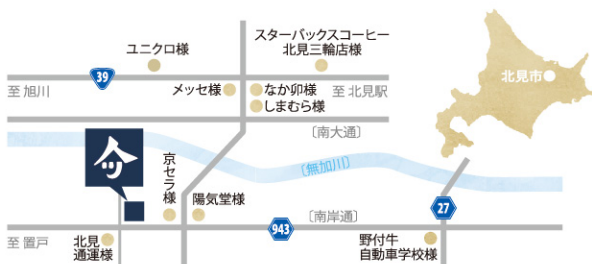 スターバックスコーヒー
北見三輪店様
ユニクロ様
39
北見市
至 旭川
メッセ様
なか卯様
至 北見駅
しまむら様
〔南大通〕
〔無加川〕
京セラ様
陽気堂様
27
943
〔南岸通〕
至 置戸
北見
通運様
野付牛
自動車学校様